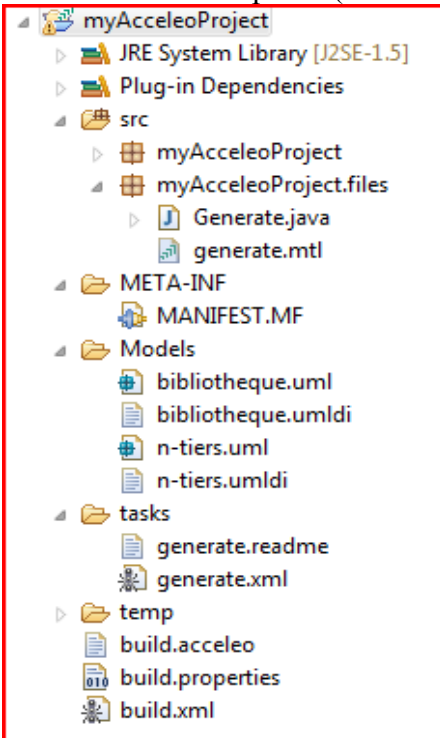 myAcceleoProject
JRE System Library [J2SE-1.5]
Plug-in Dependencies
src
myAcceleoProject
myAcceleoProject.files
Generate.java
generate.mtl
META-INF
MANIFEST.MF
Models
bibliotheque.uml
bibliotheque.umldi
n-tiers.uml
n-tiers.umldi
tasks
generate.readme
generate.xml
temp
build.acceleo
build.properties
build.xml